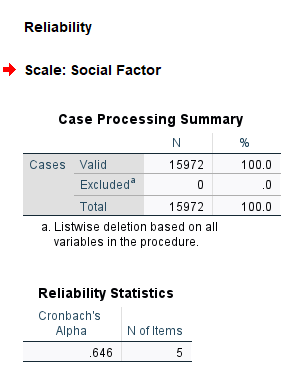 Reliability
Scale: Social Factor
Case Processing Summary
N %
Cases Valid 15972 100.0
Excludedᵃ 0 .0
Total 15972 100.0
a. Listwise deletion based on all
variables in the procedure.
Reliability Statistics
Cronbach's
Alpha N of Items
.646 5